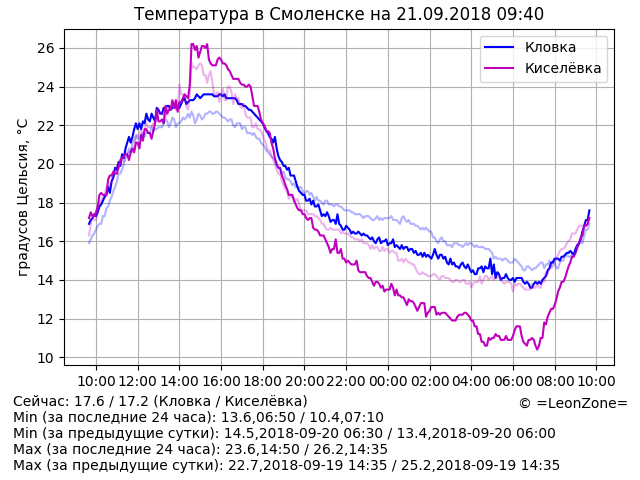 Температура в Смоленске на 21.09.2018 09:40
Кловка
Киселёвка
градусов Цельсия, °C
26
24
22
20
18
16
14
12
10
10:00 12:00 14:00 16:00 18:00 20:00 22:00 00:00 02:00 04:00 06:00 08:00 10:00
Сейчас: 17.6 / 17.2 (Кловка / Киселёвка)
© =LeonZone=
Min (за последние 24 часа): 13.6,06:50 / 10.4,07:10
Min (за предыдущие сутки): 14.5,2018-09-20 06:30 / 13.4,2018-09-20 06:00
Max (за последние 24 часа): 23.6,14:50 / 26.2,14:35
Max (за предыдущие сутки): 22.7,2018-09-19 14:35 / 25.2,2018-09-19 14:35